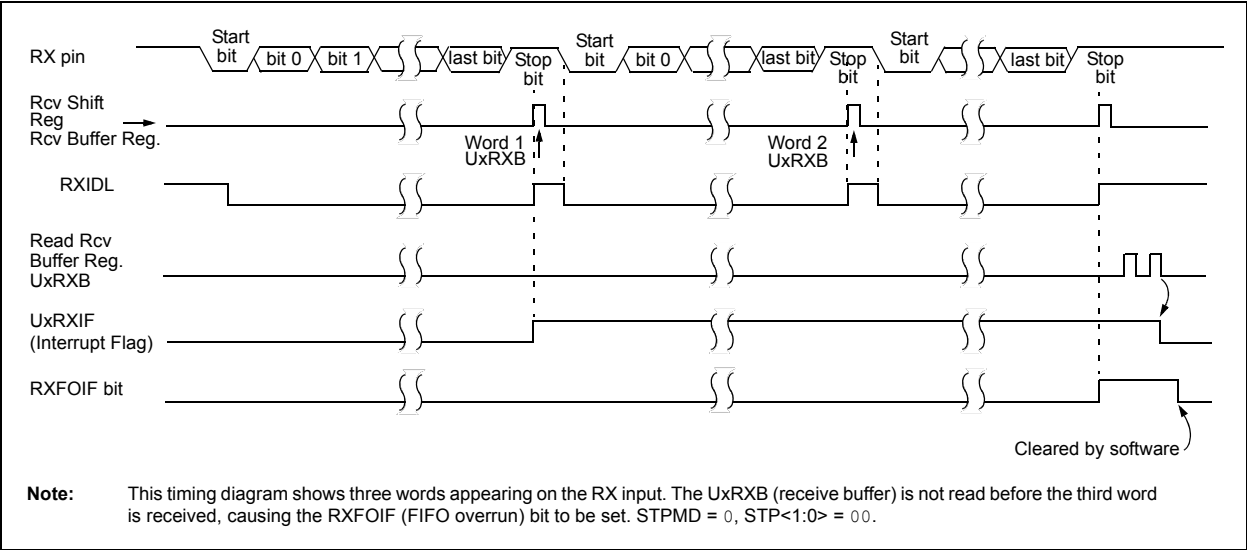 RX pin
Start
bit
bit 0
bit 1
last bit
Stop
bit
Start
bit
bit 0
last bit
Stop
bit
Start
bit
last bit
Stop
bit
Rcv Shift
Reg
Rcv Buffer Reg.
Word 1
UxRXB
Word 2
UxRXB
RXIDL
Read Rcv
Buffer Reg.
UxRXB
UxRXIF
(Interrupt Flag)
RXFOIF bit
Cleared by software
Note: This timing diagram shows three words appearing on the RX input. The UxRXB (receive buffer) is not read before the third word
is received, causing the RXFOIF (FIFO overrun) bit to be set. STPMD = 0, STP<1:0> = 00.